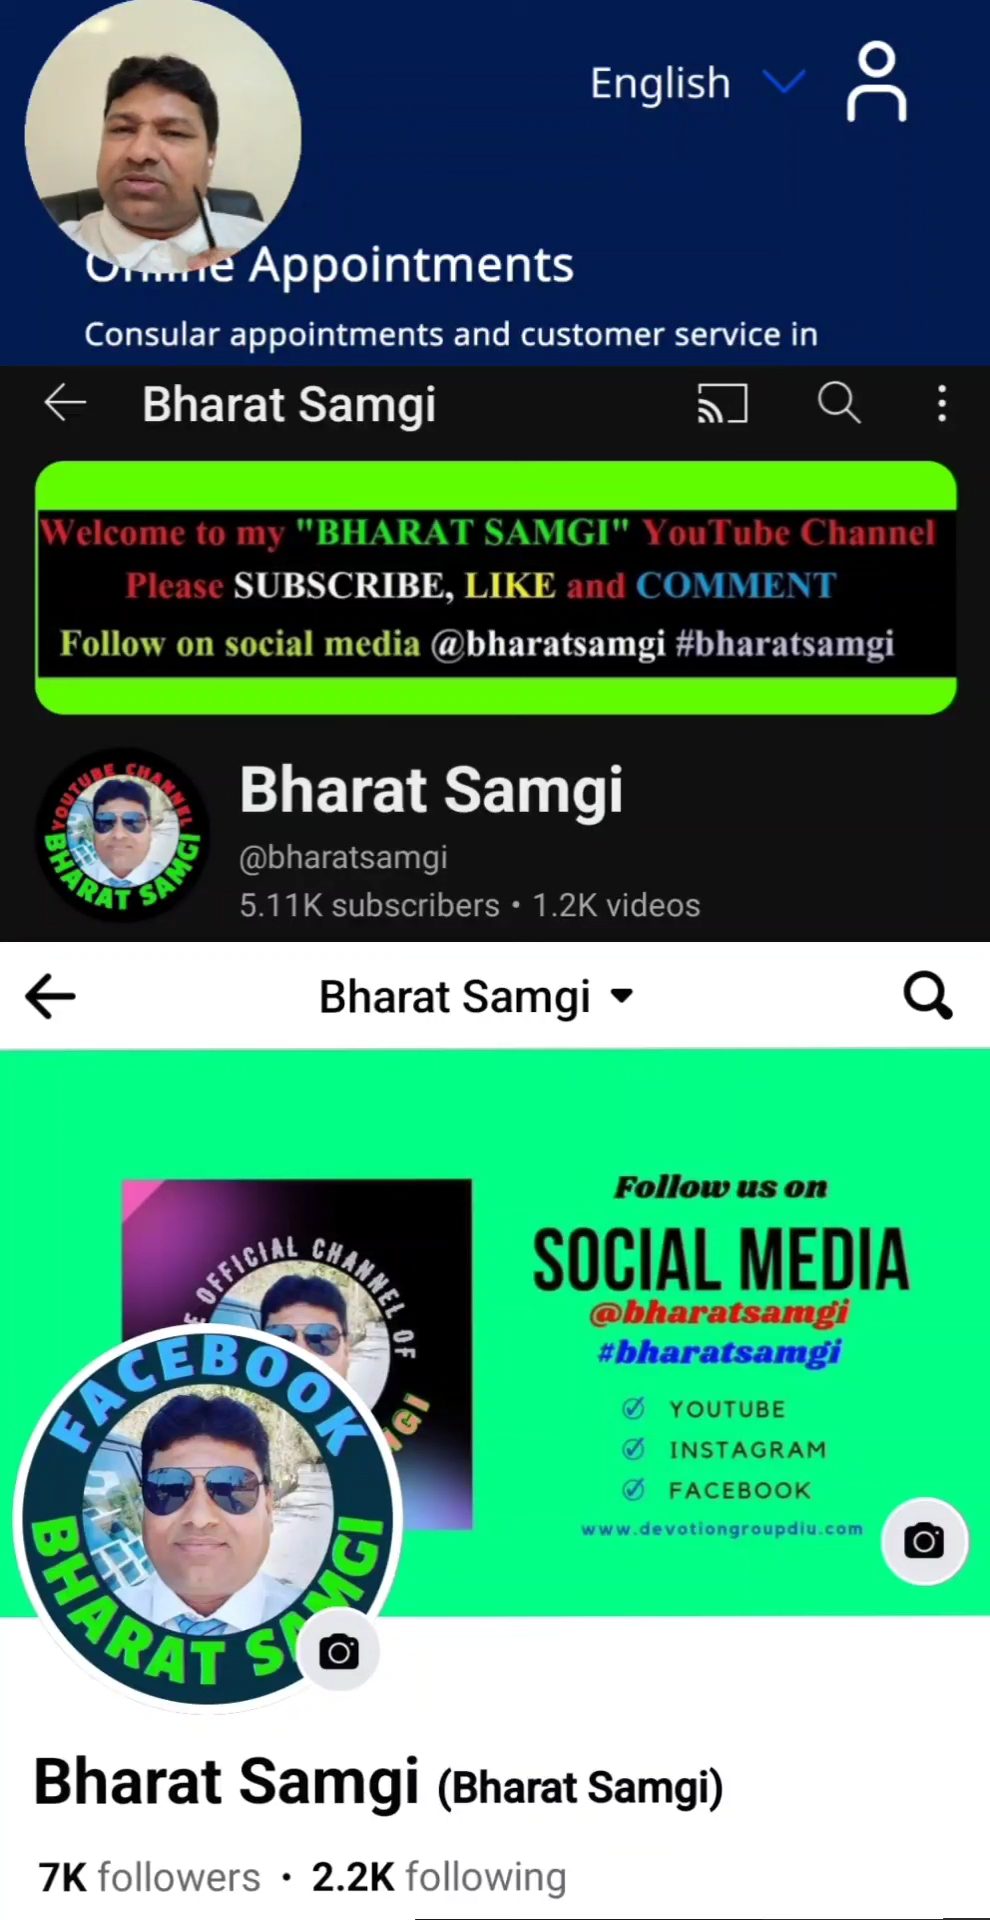 English
Online Appointments
Consular appointments and customer service in
Bharat Samgi
Welcome to my "BHARAT SAMGI" YouTube Channel
Please SUBSCRIBE, LIKE and COMMENT
Follow on social media @bharatsamgi #bharatsamgi
YOUTUBE CHANNEL
BHARAT SAMGI
Bharat Samgi
@bharatsamgi
5.11K subscribers • 1.2K videos
Bharat Samgi
OFFICIAL CHANNEL OF
Follow us on
SOCIAL MEDIA
@bharatsamgi
#bharatsamgi
YOUTUBE
INSTAGRAM
FACEBOOK
www.devotiongroupdiu.com
FACEBOOK
BHARAT SAMGI
Bharat Samgi (Bharat Samgi)
7K followers • 2.2K following